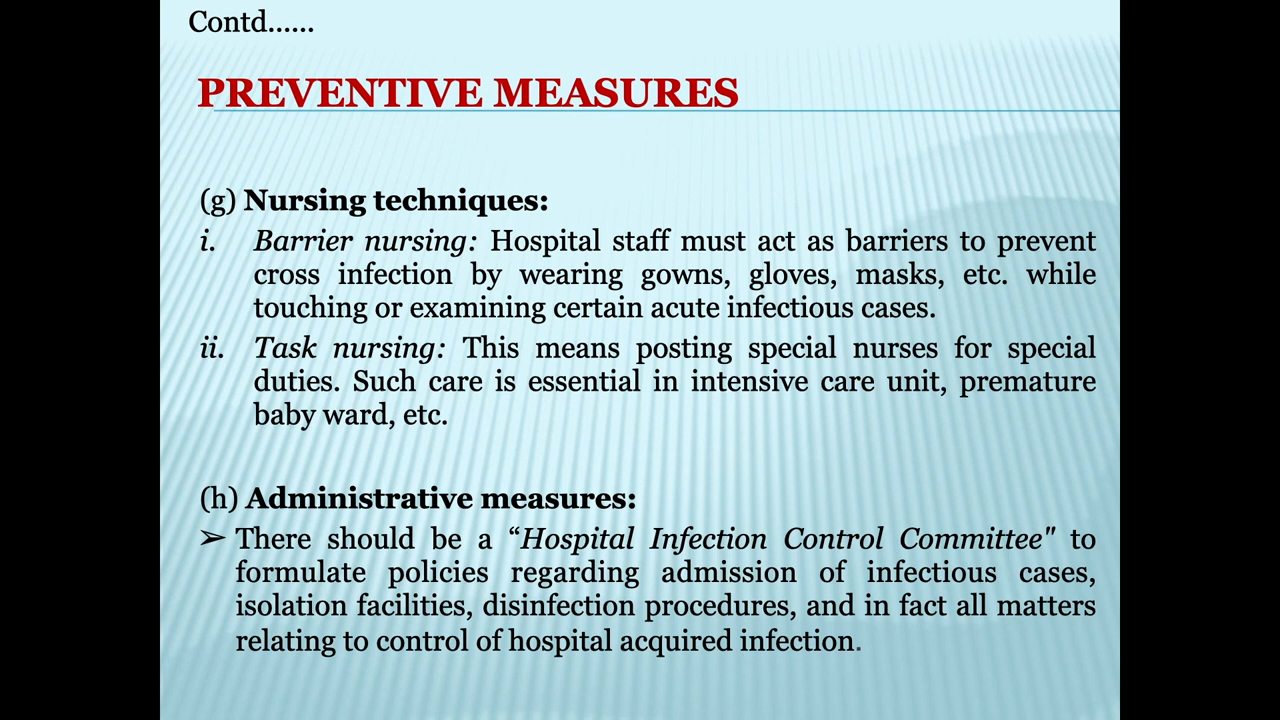 Contd......
PREVENTIVE MEASURES
(g) Nursing techniques:
i. Barrier nursing: Hospital staff must act as barriers to prevent
cross infection by wearing gowns, gloves, masks, etc. while
touching or examining certain acute infectious cases.
ii. Task nursing: This means posting special nurses for special
duties. Such care is essential in intensive care unit, premature
baby ward, etc.
(h) Administrative measures:
➢ There should be a “Hospital Infection Control Committee" to
formulate policies regarding admission of infectious cases,
isolation facilities, disinfection procedures, and in fact all matters
relating to control of hospital acquired infection.